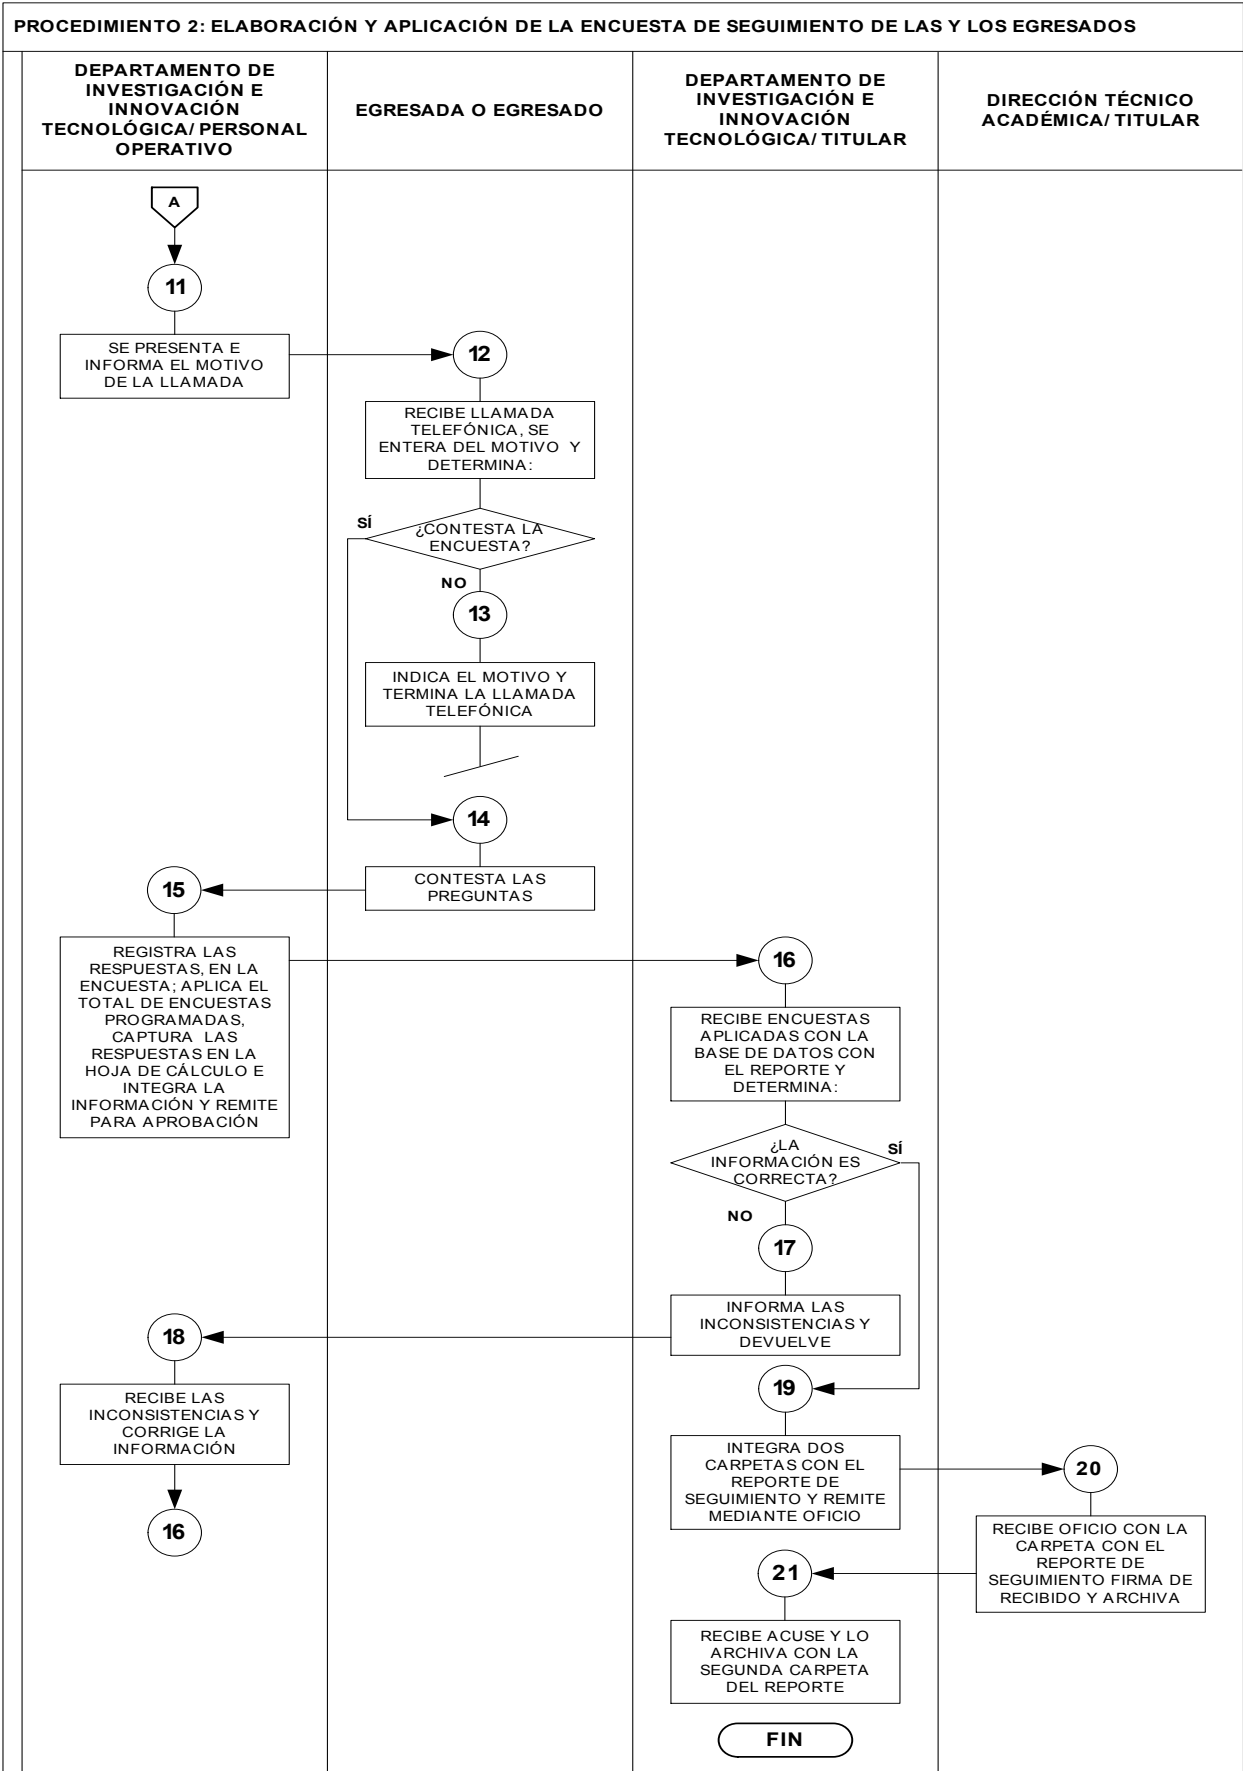 PROCEDIMIENTO 2: ELABORACIÓN Y APLICACIÓN DE LA ENCUESTA DE SEGUIMIENTO DE LAS Y LOS EGRESADOS
DEPARTAMENTO DE
INVESTIGACIÓN E
INNOVACIÓN
TECNOLÓGICA/ PERSONAL
OPERATIVO
EGRESADA O EGRESADO
DEPARTAMENTO DE
INVESTIGACIÓN E
INNOVACIÓN
TECNOLÓGICA/ TITULAR
DIRECCIÓN TÉCNICO
ACADÉMICA/ TITULAR
A
11
SE PRESENTA E
INFORMA EL MOTIVO
DE LA LLAMADA
12
RECIBE LLAMADA
TELEFÓNICA, SE
ENTERA DEL MOTIVO Y
DETERMINA:
SÍ
¿CONTESTA LA
ENCUESTA?
NO
13
INDICA EL MOTIVO Y
TERMINA LA LLAMADA
TELEFÓNICA
14
CONTESTA LAS
PREGUNTAS
15
REGISTRA LAS
RESPUESTAS, EN LA
ENCUESTA; APLICA EL
TOTAL DE ENCUESTAS
PROGRAMADAS,
CAPTURA LAS
RESPUESTAS EN LA
HOJA DE CÁLCULO E
INTEGRA LA
INFORMACIÓN Y REMITE
PARA APROBACIÓN
16
RECIBE ENCUESTAS
APLICADAS CON LA
BASE DE DATOS CON
EL REPORTE Y
DETERMINA:
¿LA
INFORMACIÓN ES
CORRECTA?
SÍ
NO
17
INFORMA LAS
INCONSISTENCIAS Y
DEVUELVE
18
RECIBE LAS
INCONSISTENCIAS Y
CORRIGE LA
INFORMACIÓN
16
19
INTEGRA DOS
CARPETAS CON EL
REPORTE DE
SEGUIMIENTO Y REMITE
MEDIANTE OFICIO
20
RECIBE OFICIO CON LA
CARPETA CON EL
REPORTE DE
SEGUIMIENTO FIRMA DE
RECIBIDO Y ARCHIVA
21
RECIBE ACUSE Y LO
ARCHIVA CON LA
SEGUNDA CARPETA
DEL REPORTE
FIN